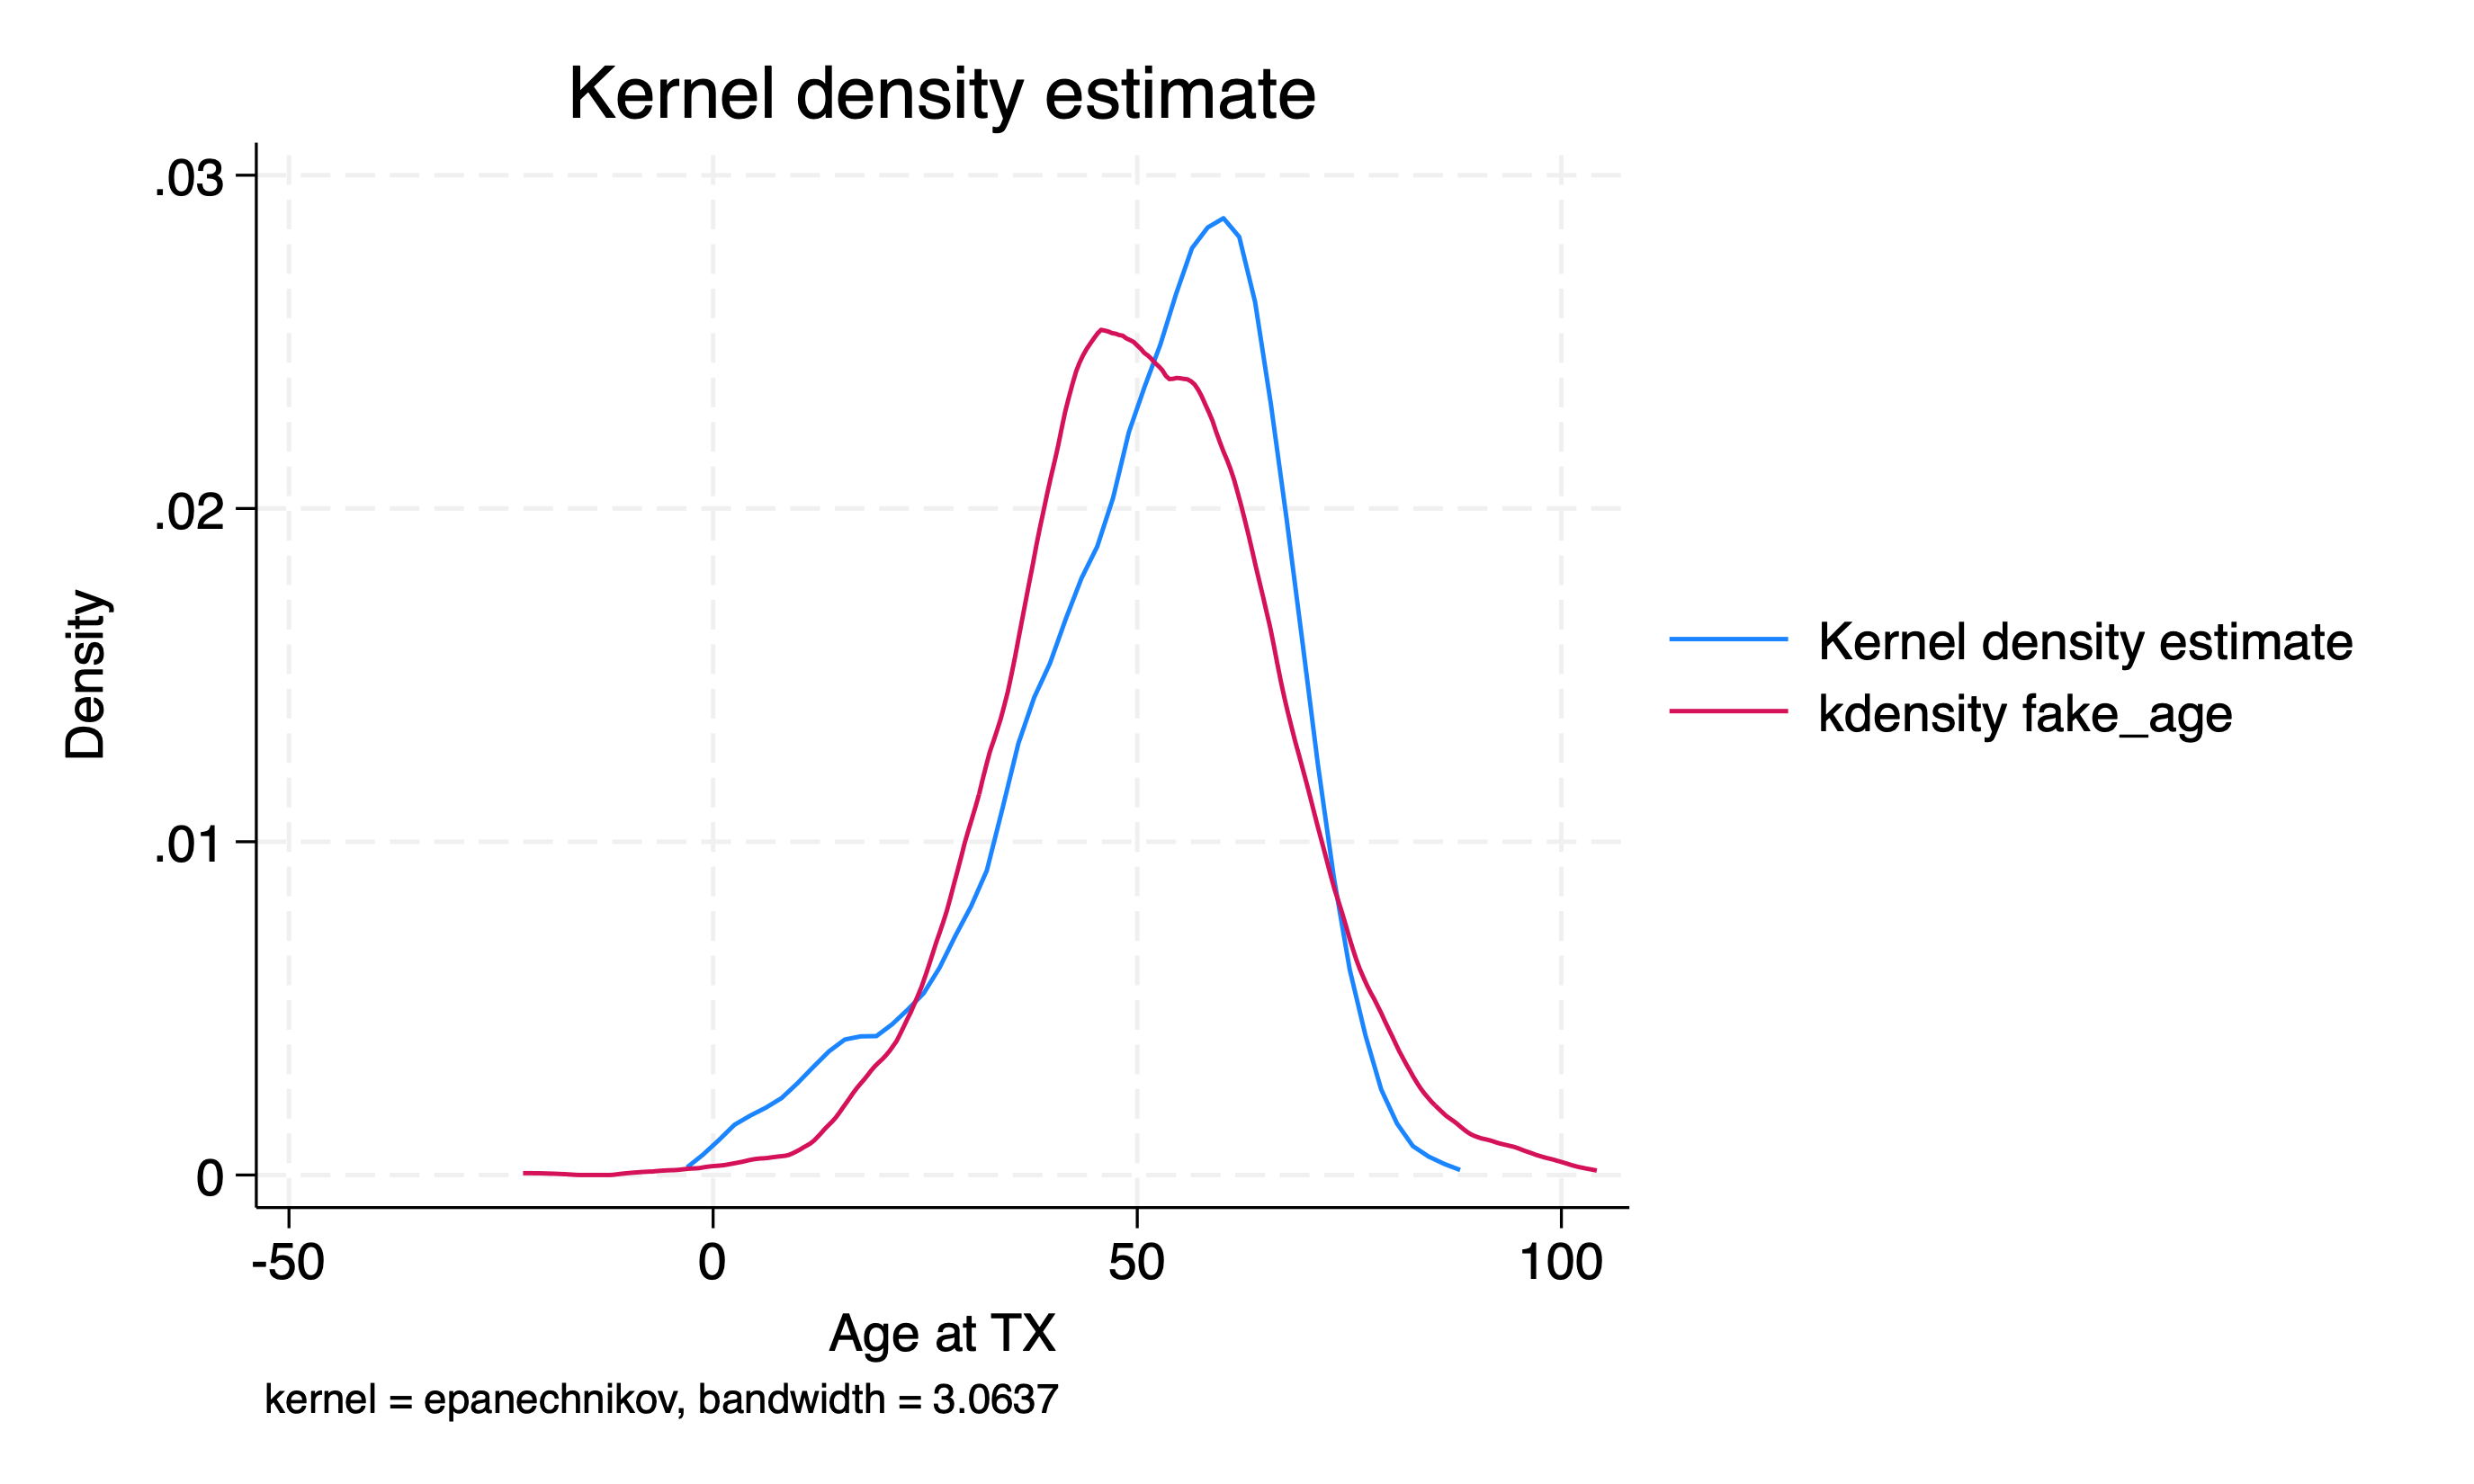 Kernel density estimate
.03
.02
.01
0
Density
-50
0
50
100
Age at TX
kernel = epanechnikov, bandwidth = 3.0637
Kernel density estimate
kdensity fake_age